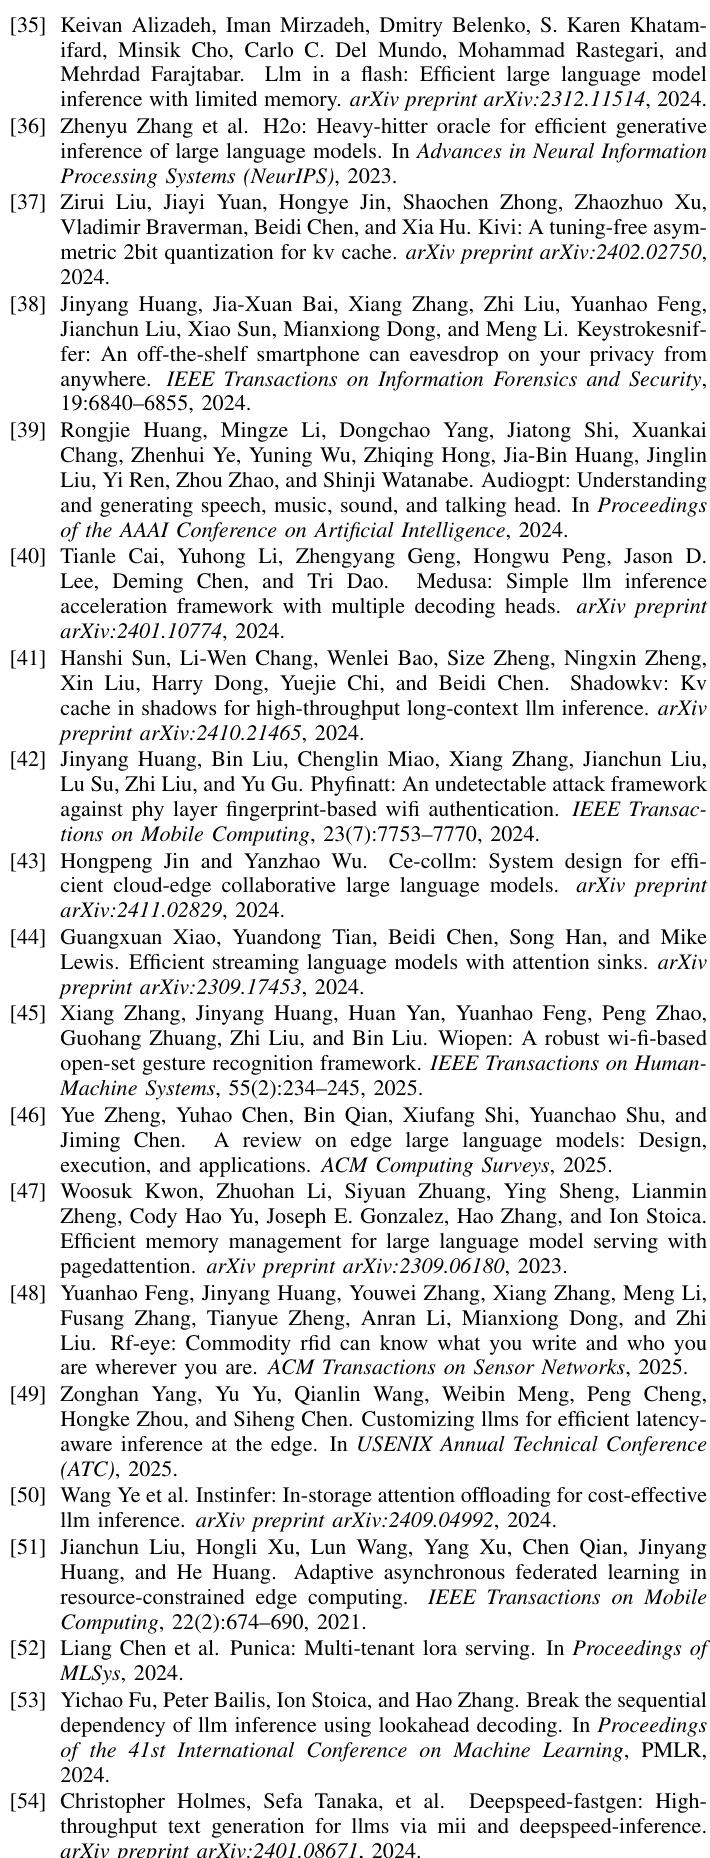 [35] Keivan Alizadeh, Iman Mirzadeh, Dmitry Belenko, S. Karen Khatam-
ifard, Minsik Cho, Carlo C. Del Mundo, Mohammad Rastegari, and
Mehrdad Farajtabar. Llm in a flash: Efficient large language model
inference with limited memory. arXiv preprint arXiv:2312.11514, 2024.
[36] Zhenyu Zhang et al. H2o: Heavy-hitter oracle for efficient generative
inference of large language models. In Advances in Neural Information
Processing Systems (NeurIPS), 2023.
[37] Zirui Liu, Jiayi Yuan, Hongye Jin, Shaochen Zhong, Zhaozhuo Xu,
Vladimir Braverman, Beidi Chen, and Xia Hu. Kivi: A tuning-free asym-
metric 2bit quantization for kv cache. arXiv preprint arXiv:2402.02750,
2024.
[38] Jinyang Huang, Jia-Xuan Bai, Xiang Zhang, Zhi Liu, Yuanhao Feng,
Jianchun Liu, Xiao Sun, Mianxiong Dong, and Meng Li. Keystrokesnif-
fer: An off-the-shelf smartphone can eavesdrop on your privacy from
anywhere. IEEE Transactions on Information Forensics and Security,
19:6840–6855, 2024.
[39] Rongjie Huang, Mingze Li, Dongchao Yang, Jiatong Shi, Xuankai
Chang, Zhenhui Ye, Yuning Wu, Zhiqing Hong, Jia-Bin Huang, Jinglin
Liu, Yi Ren, Zhou Zhao, and Shinji Watanabe. Audiogpt: Understanding
and generating speech, music, sound, and talking head. In Proceedings
of the AAAI Conference on Artificial Intelligence, 2024.
[40] Tianle Cai, Yuhong Li, Zhengyang Geng, Hongwu Peng, Jason D.
Lee, Deming Chen, and Tri Dao. Medusa: Simple llm inference
acceleration framework with multiple decoding heads. arXiv preprint
arXiv:2401.10774, 2024.
[41] Hanshi Sun, Li-Wen Chang, Wenlei Bao, Size Zheng, Ningxin Zheng,
Xin Liu, Harry Dong, Yuejie Chi, and Beidi Chen. Shadowkv: Kv
cache in shadows for high-throughput long-context llm inference. arXiv
preprint arXiv:2410.21465, 2024.
[42] Jinyang Huang, Bin Liu, Chenglin Miao, Xiang Zhang, Jianchun Liu,
Lu Su, Zhi Liu, and Yu Gu. Phyfinatt: An undetectable attack framework
against phy layer fingerprint-based wifi authentication. IEEE Transac-
tions on Mobile Computing, 23(7):7753–7770, 2024.
[43] Hongpeng Jin and Yanzhao Wu. Ce-collm: System design for effi-
cient cloud-edge collaborative large language models. arXiv preprint
arXiv:2411.02829, 2024.
[44] Guangxuan Xiao, Yuandong Tian, Beidi Chen, Song Han, and Mike
Lewis. Efficient streaming language models with attention sinks. arXiv
preprint arXiv:2309.17453, 2024.
[45] Xiang Zhang, Jinyang Huang, Huan Yan, Yuanhao Feng, Peng Zhao,
Guohang Zhuang, Zhi Liu, and Bin Liu. Wiopen: A robust wi-fi-based
open-set gesture recognition framework. IEEE Transactions on Human-
Machine Systems, 55(2):234–245, 2025.
[46] Yue Zheng, Yuhao Chen, Bin Qian, Xiufang Shi, Yuanchao Shu, and
Jiming Chen. A review on edge large language models: Design,
execution, and applications. ACM Computing Surveys, 2025.
[47] Woosuk Kwon, Zhuohan Li, Siyuan Zhuang, Ying Sheng, Lianmin
Zheng, Cody Hao Yu, Joseph E. Gonzalez, Hao Zhang, and Ion Stoica.
Efficient memory management for large language model serving with
pagedattention. arXiv preprint arXiv:2309.06180, 2023.
[48] Yuanhao Feng, Jinyang Huang, Youwei Zhang, Xiang Zhang, Meng Li,
Fusang Zhang, Tianyue Zheng, Anran Li, Mianxiong Dong, and Zhi
Liu. Rf-eye: Commodity rfid can know what you write and who you
are wherever you are. ACM Transactions on Sensor Networks, 2025.
[49] Zonghan Yang, Yu Yu, Qianlin Wang, Weibin Meng, Peng Cheng,
Hongke Zhou, and Siheng Chen. Customizing llms for efficient latency-
aware inference at the edge. In USENIX Annual Technical Conference
(ATC), 2025.
[50] Wang Ye et al. Instinfer: In-storage attention offloading for cost-effective
llm inference. arXiv preprint arXiv:2409.04992, 2024.
[51] Jianchun Liu, Hongli Xu, Lun Wang, Yang Xu, Chen Qian, Jinyang
Huang, and He Huang. Adaptive asynchronous federated learning in
resource-constrained edge computing. IEEE Transactions on Mobile
Computing, 22(2):674–690, 2021.
[52] Liang Chen et al. Punica: Multi-tenant lora serving. In Proceedings of
MLSys, 2024.
[53] Yichao Fu, Peter Bailis, Ion Stoica, and Hao Zhang. Break the sequential
dependency of llm inference using lookahead decoding. In Proceedings
of the 41st International Conference on Machine Learning, PMLR,
2024.
[54] Christopher Holmes, Sefa Tanaka, et al. Deepspeed-fastgen: High-
throughput text generation for llms via mii and deepspeed-inference.
arXiv preprint arXiv:2401.08671, 2024.